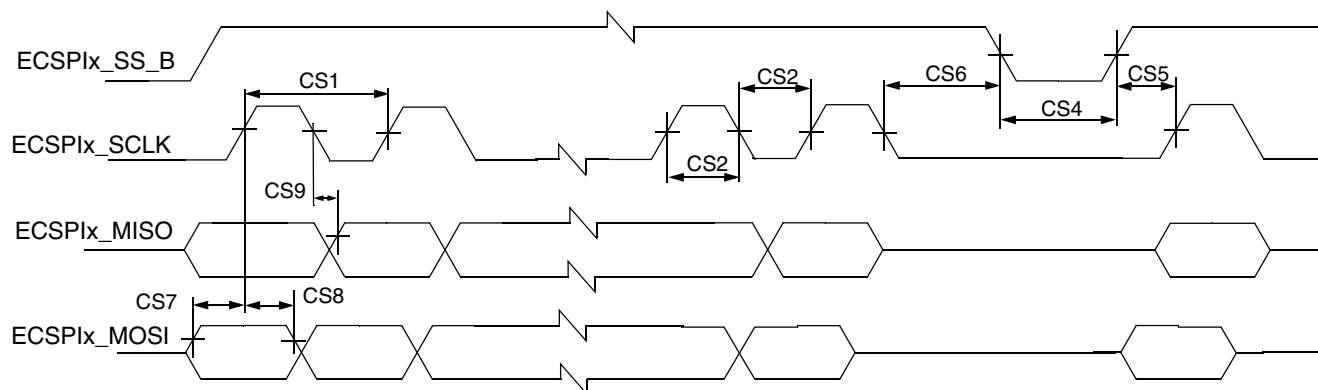 ECSPIx_SS_B
CS1
CS2
CS6
CS5
CS4
ECSPIx_SCLK
CS2
CS9
ECSPIx_MISO
CS7
CS8
ECSPIx_MOSI